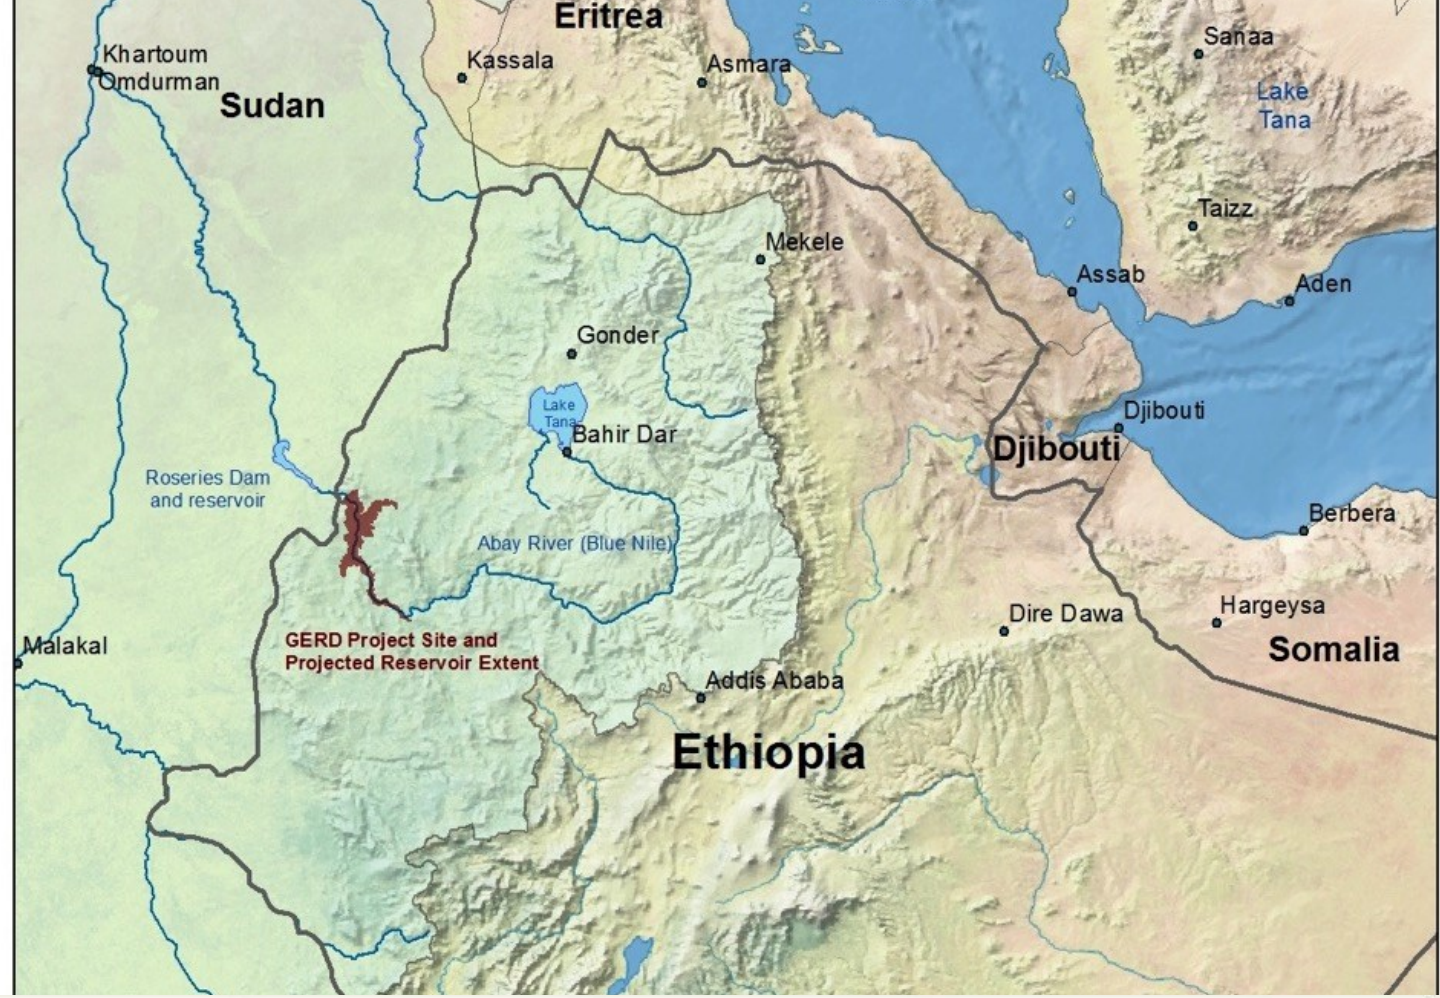 Eritrea
Sanaa
Khartoum
Kassala
Asmara
Omdurman
Sudan
Lake
Tana
Taizz
Mekele
Assab
Aden
Gonder
Lake
Tana
Bahir Dar
Djibouti
Djibouti
Roseries Dam
and reservoir
Berbera
Abay River (Blue Nile)
Dire Dawa
Hargeysa
GERD Project Site and
Projected Reservoir Extent
Malakal
Somalia
Addis Ababa
Ethiopia